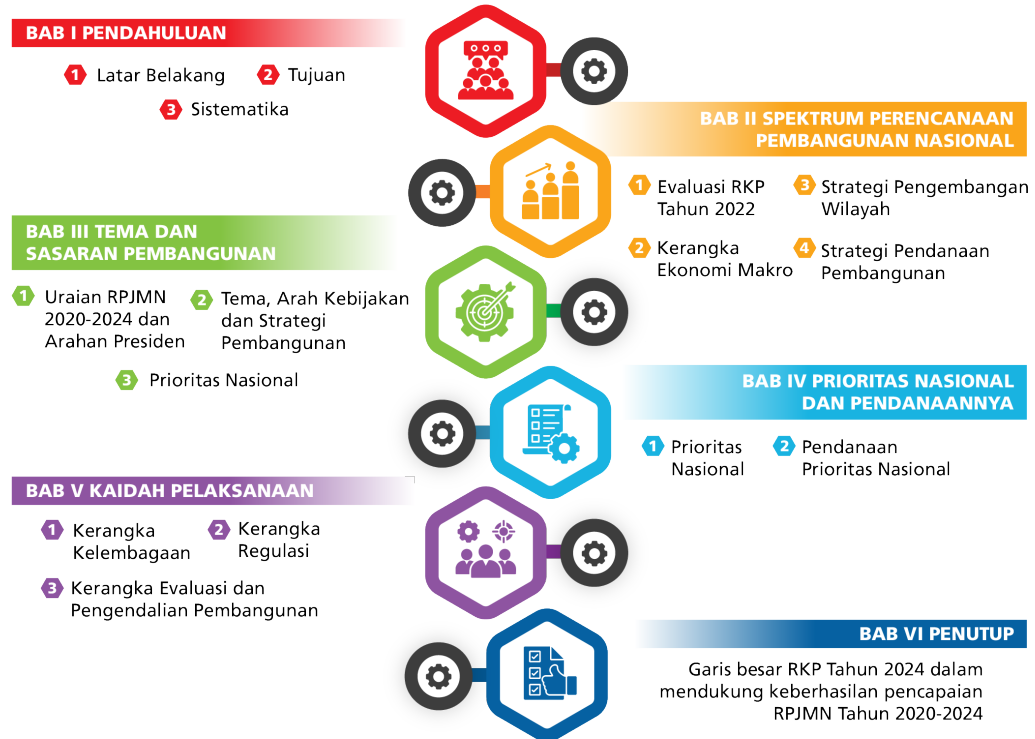 BAB I PENDAHULUAN
1 Latar Belakang
2 Tujuan
3 Sistematika
BAB II SPEKTRUM PERENCANAAN
PEMBANGUNAN NASIONAL
1 Evaluasi RKP
Tahun 2022
2 Kerangka
Ekonomi Makro
3 Strategi Pengembangan
Wilayah
4 Strategi Pendanaan
Pembangunan
BAB III TEMA DAN
SASARAN PEMBANGUNAN
1 Uraian RPJMN
2020-2024 dan
Arahan Presiden
2 Tema, Arah Kebijakan
dan Strategi
Pembangunan
3 Prioritas Nasional
BAB IV PRIORITAS NASIONAL
DAN PENDANAANNYA
1 Prioritas
Nasional
2 Pendanaan
Prioritas Nasional
BAB V KAIDAH PELAKSANAAN
1 Kerangka
Kelembagaan
2 Kerangka
Regulasi
3 Kerangka Evaluasi dan
Pengendalian Pembangunan
BAB VI PENUTUP
Garis besar RKP Tahun 2024 dalam
mendukung keberhasilan pencapaian
RPJMN Tahun 2020-2024